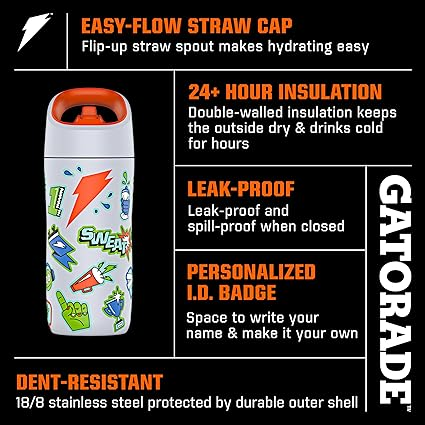 EASY-FLOW STRAW CAP
Flip-up straw spout makes hydrating easy
24+ HOUR INSULATION
Double-walled insulation keeps
the outside dry & drinks cold
for hours
LEAK-PROOF
Leak-proof and
spill-proof when closed
PERSONALIZED
I.D. BADGE
Space to write your
name & make it your own
DENT-RESISTANT
18/8 stainless steel protected by durable outer shell
GATORADE™
SWEAT